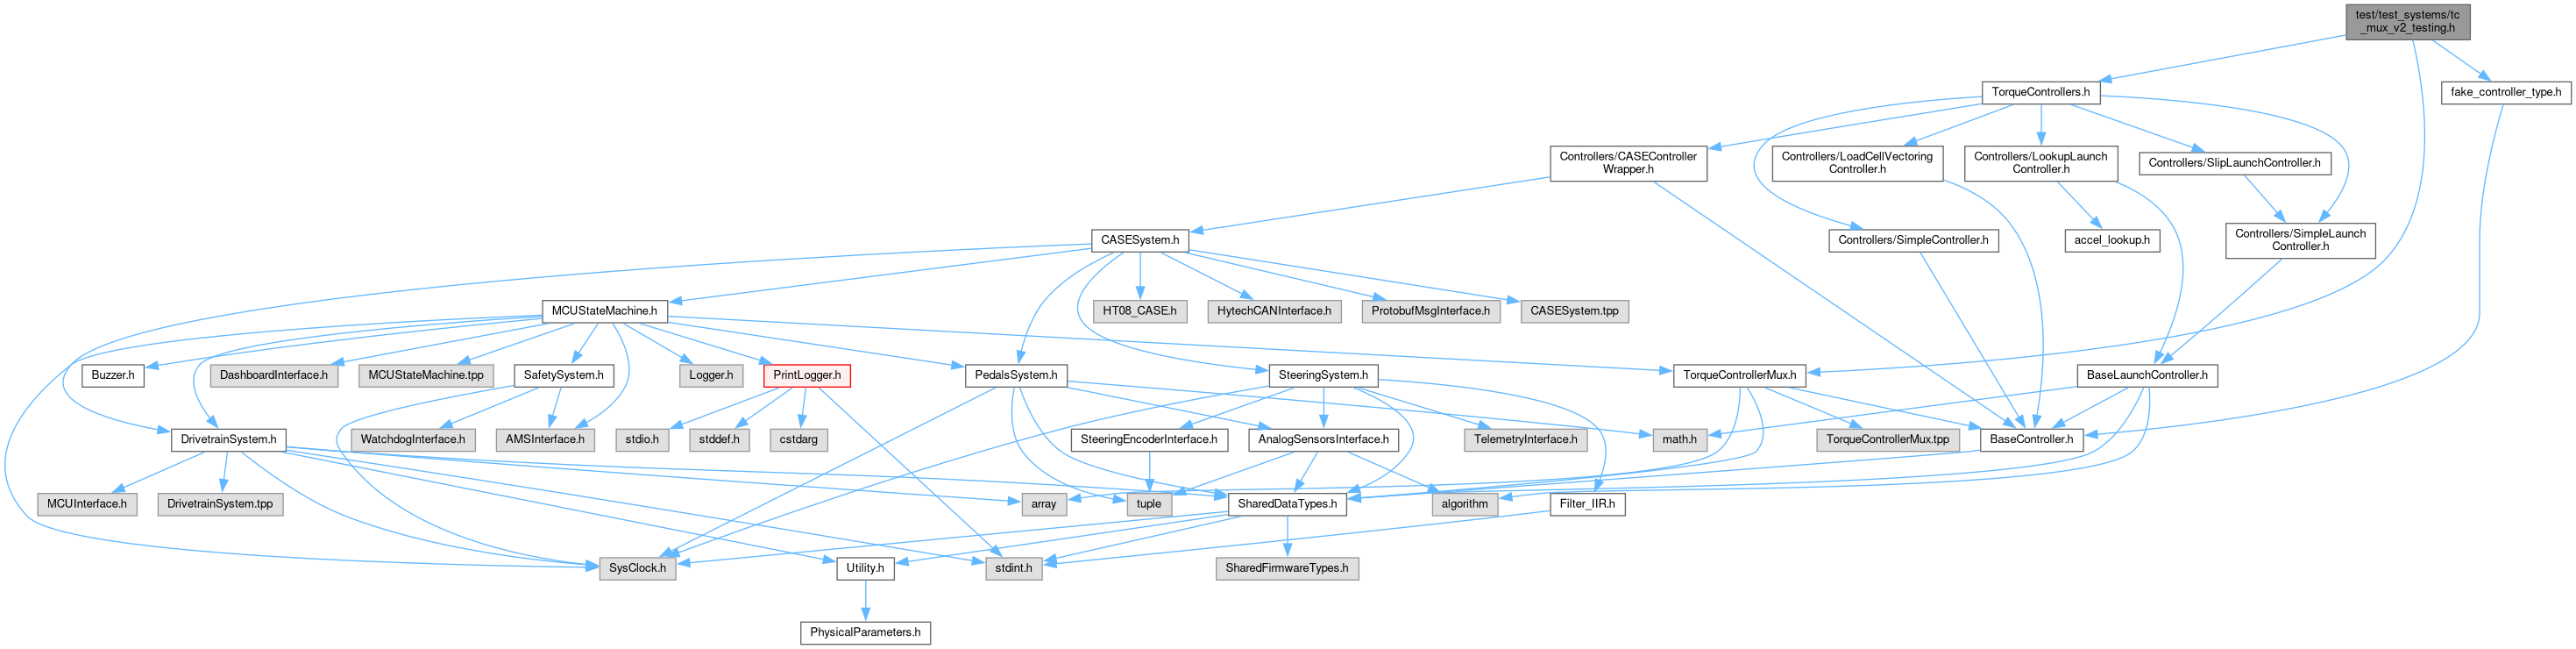 test/test_systems/tc
_mux_v2_testing.h
TorqueControllers.h
fake_controller_type.h
Controllers/CASEController
Wrapper.h
Controllers/LoadCellVectoring
Controller.h
Controllers/LookupLaunch
Controller.h
Controllers/SlipLaunchController.h
CASESystem.h
Controllers/SimpleController.h
accel_lookup.h
Controllers/SimpleLaunch
Controller.h
MCUStateMachine.h
HT08_CASE.h
HytechCANInterface.h
ProtobufMsgInterface.h
CASESystem.tpp
Buzzer.h
DashboardInterface.h
MCUStateMachine.tpp
SafetySystem.h
Logger.h
PrintLogger.h
PedalsSystem.h
SteeringSystem.h
TorqueControllerMux.h
BaseLaunchController.h
DrivetrainSystem.h
WatchdogInterface.h
AMSInterface.h
stdio.h
stddef.h
cstdarg
SteeringEncoderInterface.h
AnalogSensorsInterface.h
TelemetryInterface.h
math.h
TorqueControllerMux.tpp
BaseController.h
MCUInterface.h
DrivetrainSystem.tpp
array
tuple
SharedDataTypes.h
algorithm
Filter_IIR.h
SysClock.h
Utility.h
stdint.h
SharedFirmwareTypes.h
PhysicalParameters.h